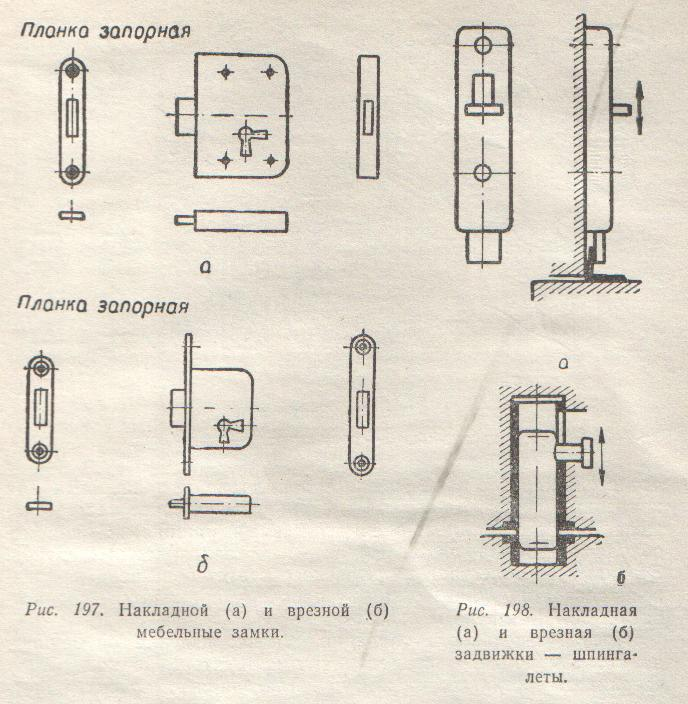 Планка запорная
а
Планка запорная
б
а
б
Рис. 197. Накладной (а) и врезной (б)
мебельные замки.
Рис. 198. Накладная
(а) и врезная (б)
задвижки — шпинга-
леты.